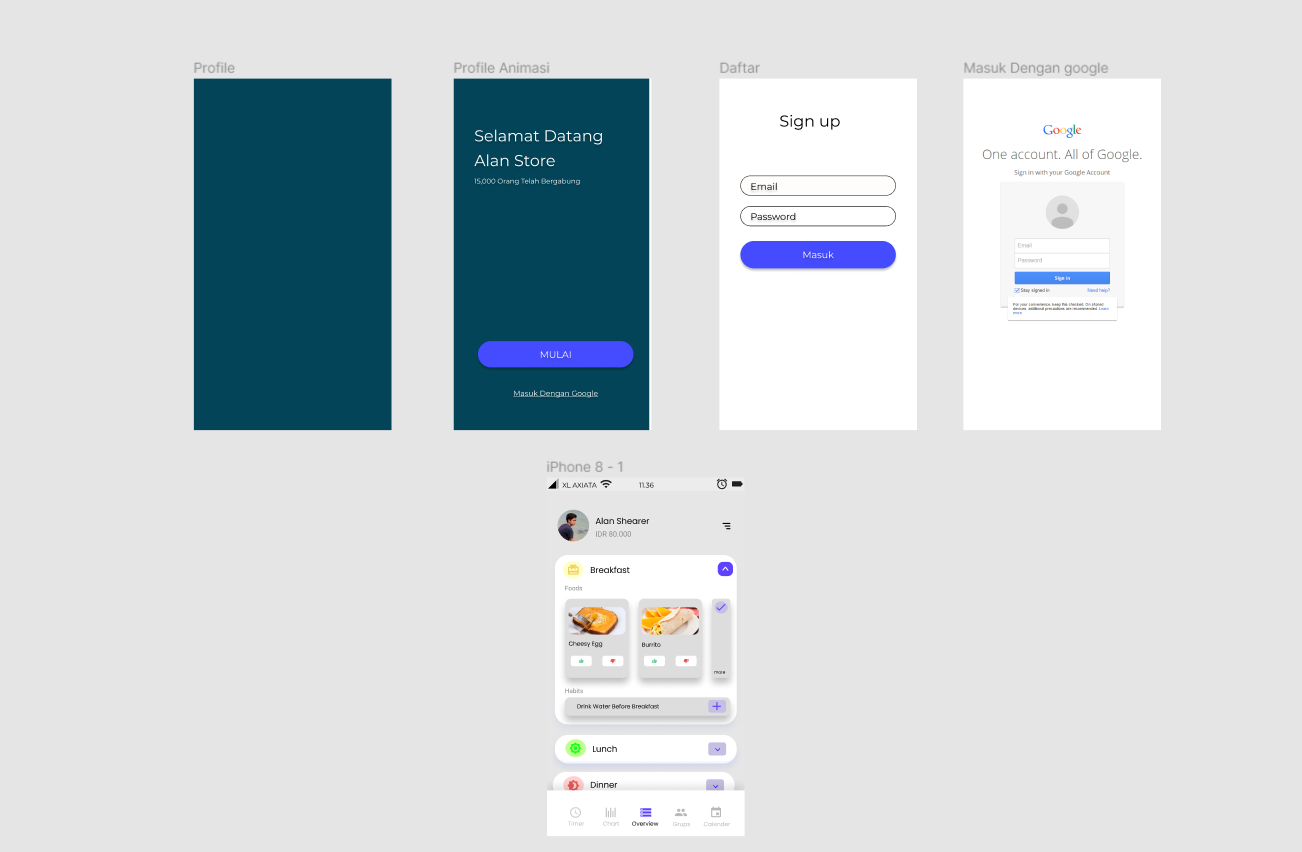 Profile
Profile Animasi
Selamat Datang
Alan Store
15,000 Orang Telah Bergabung
MULAI
Masuk Dengan Google
Daftar
Sign up
Email
Password
Masuk
Masuk Dengan google
Google
One account. All of Google.
Sign in with your Google Account
Email
Password
Sign in
Stay signed in
Need help?
For your convenience, keep this checked. On shared
devices, additional precautions are recommended. Learn
more
iPhone 8 - 1
XL AXIATA
11.36
Alan Shearer
IDR 80.000
Breakfast
Foods
Cheesy Egg
Burrito
more
Habits
Drink Water Before Breakfast
Lunch
Dinner
Timer
Chart
Overview
Grups
Calender